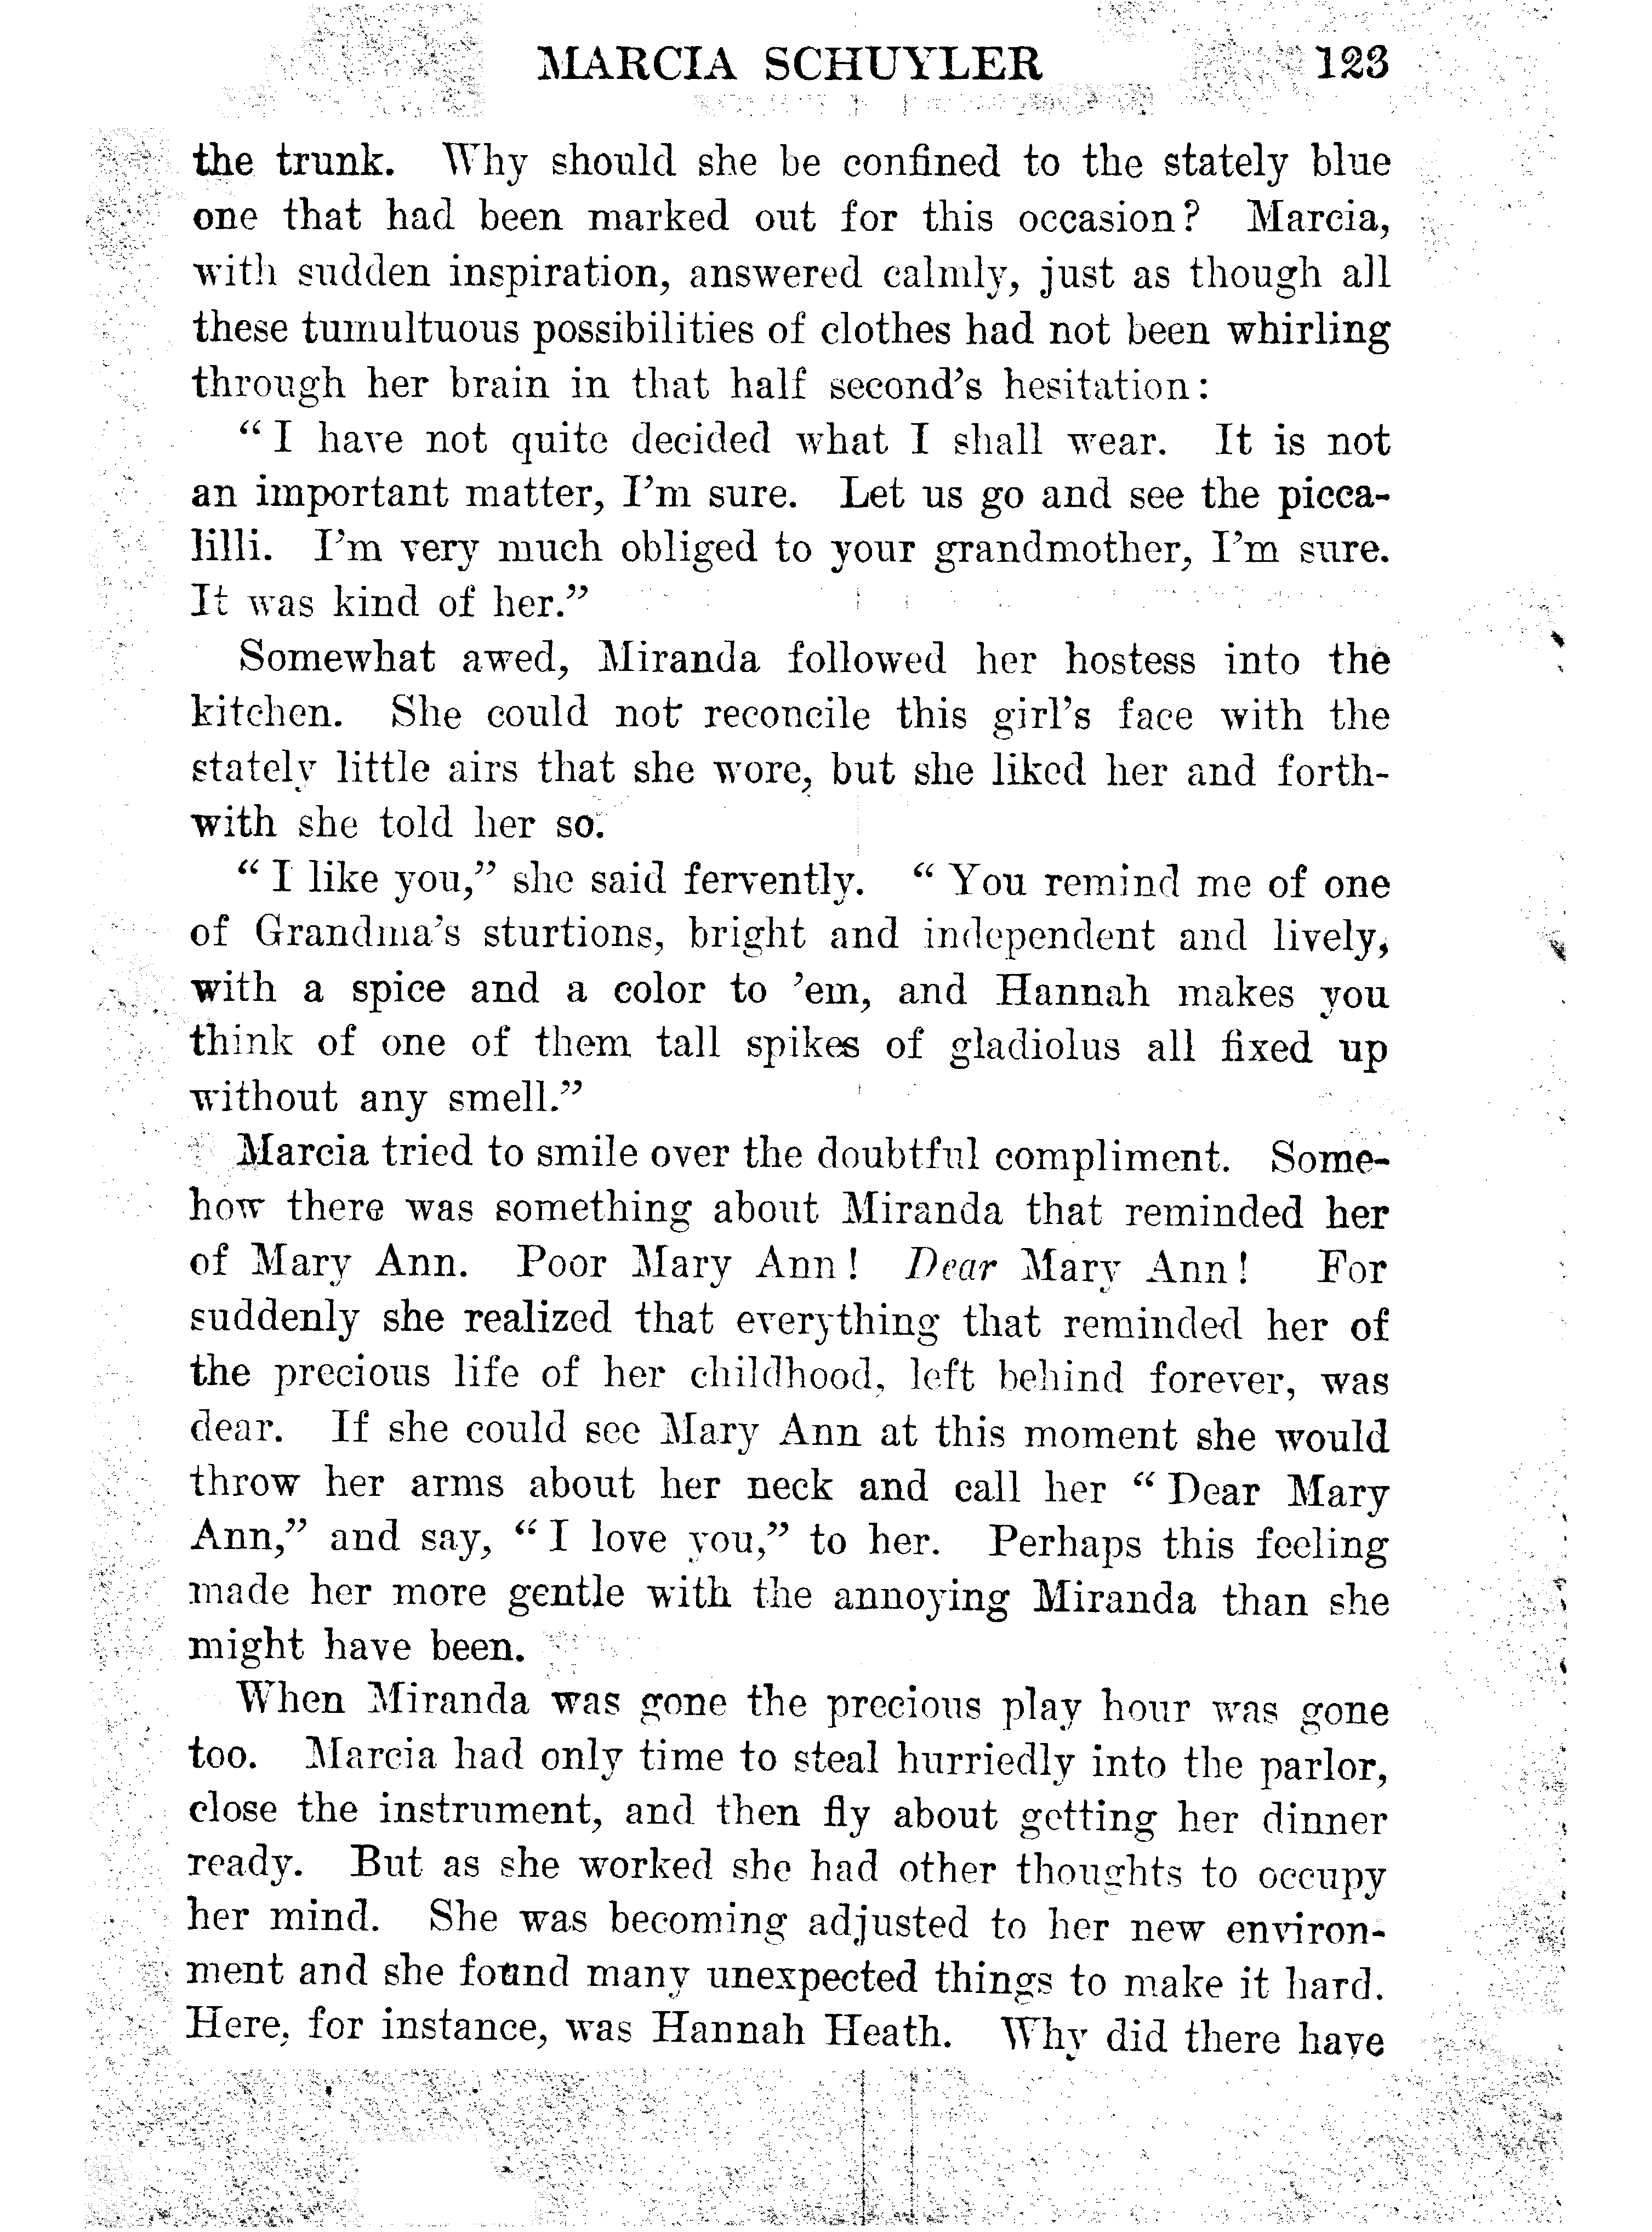 MARCIA SCHUYLER 123
the trunk. Why should she be confined to the stately blue
one that had been marked out for this occasion? Marcia,
with sudden inspiration, answered calmly, just as though all
these tumultuous possibilities of clothes had not been whirling
through her brain in that half second's hesitation:
"I have not quite decided what I shall wear. It is not
an important matter, I'm sure. Let us go and see the picca-
lilli. I'm very much obliged to your grandmother, I'm sure.
It was kind of her."
Somewhat awed, Miranda followed her hostess into the
kitchen. She could not reconcile this girl's face with the
stately little airs that she wore, but she liked her and forth-
with she told her so.
"I like you," she said fervently. "You remind me of one
of Grandma's sturtions, bright and independent and lively,
with a spice and a color to 'em, and Hannah makes you
think of one of them tall spikes of gladiolus all fixed up
without any smell."
Marcia tried to smile over the doubtful compliment. Some-
how there was something about Miranda that reminded her
of Mary Ann. Poor Mary Ann! Dear Mary Ann! For
suddenly she realized that everything that reminded her of
the precious life of her childhood, left behind forever, was
dear. If she could see Mary Ann at this moment she would
throw her arms about her neck and call her "Dear Mary
Ann," and say, "I love you," to her. Perhaps this feeling
made her more gentle with the annoying Miranda than she
might have been.
When Miranda was gone the precious play hour was gone
too. Marcia had only time to steal hurriedly into the parlor,
close the instrument, and then fly about getting her dinner
ready. But as she worked she had other thoughts to occupy
her mind. She was becoming adjusted to her new environ-
ment and she found many unexpected things to make it hard.
Here, for instance, was Hannah Heath. Why did there have